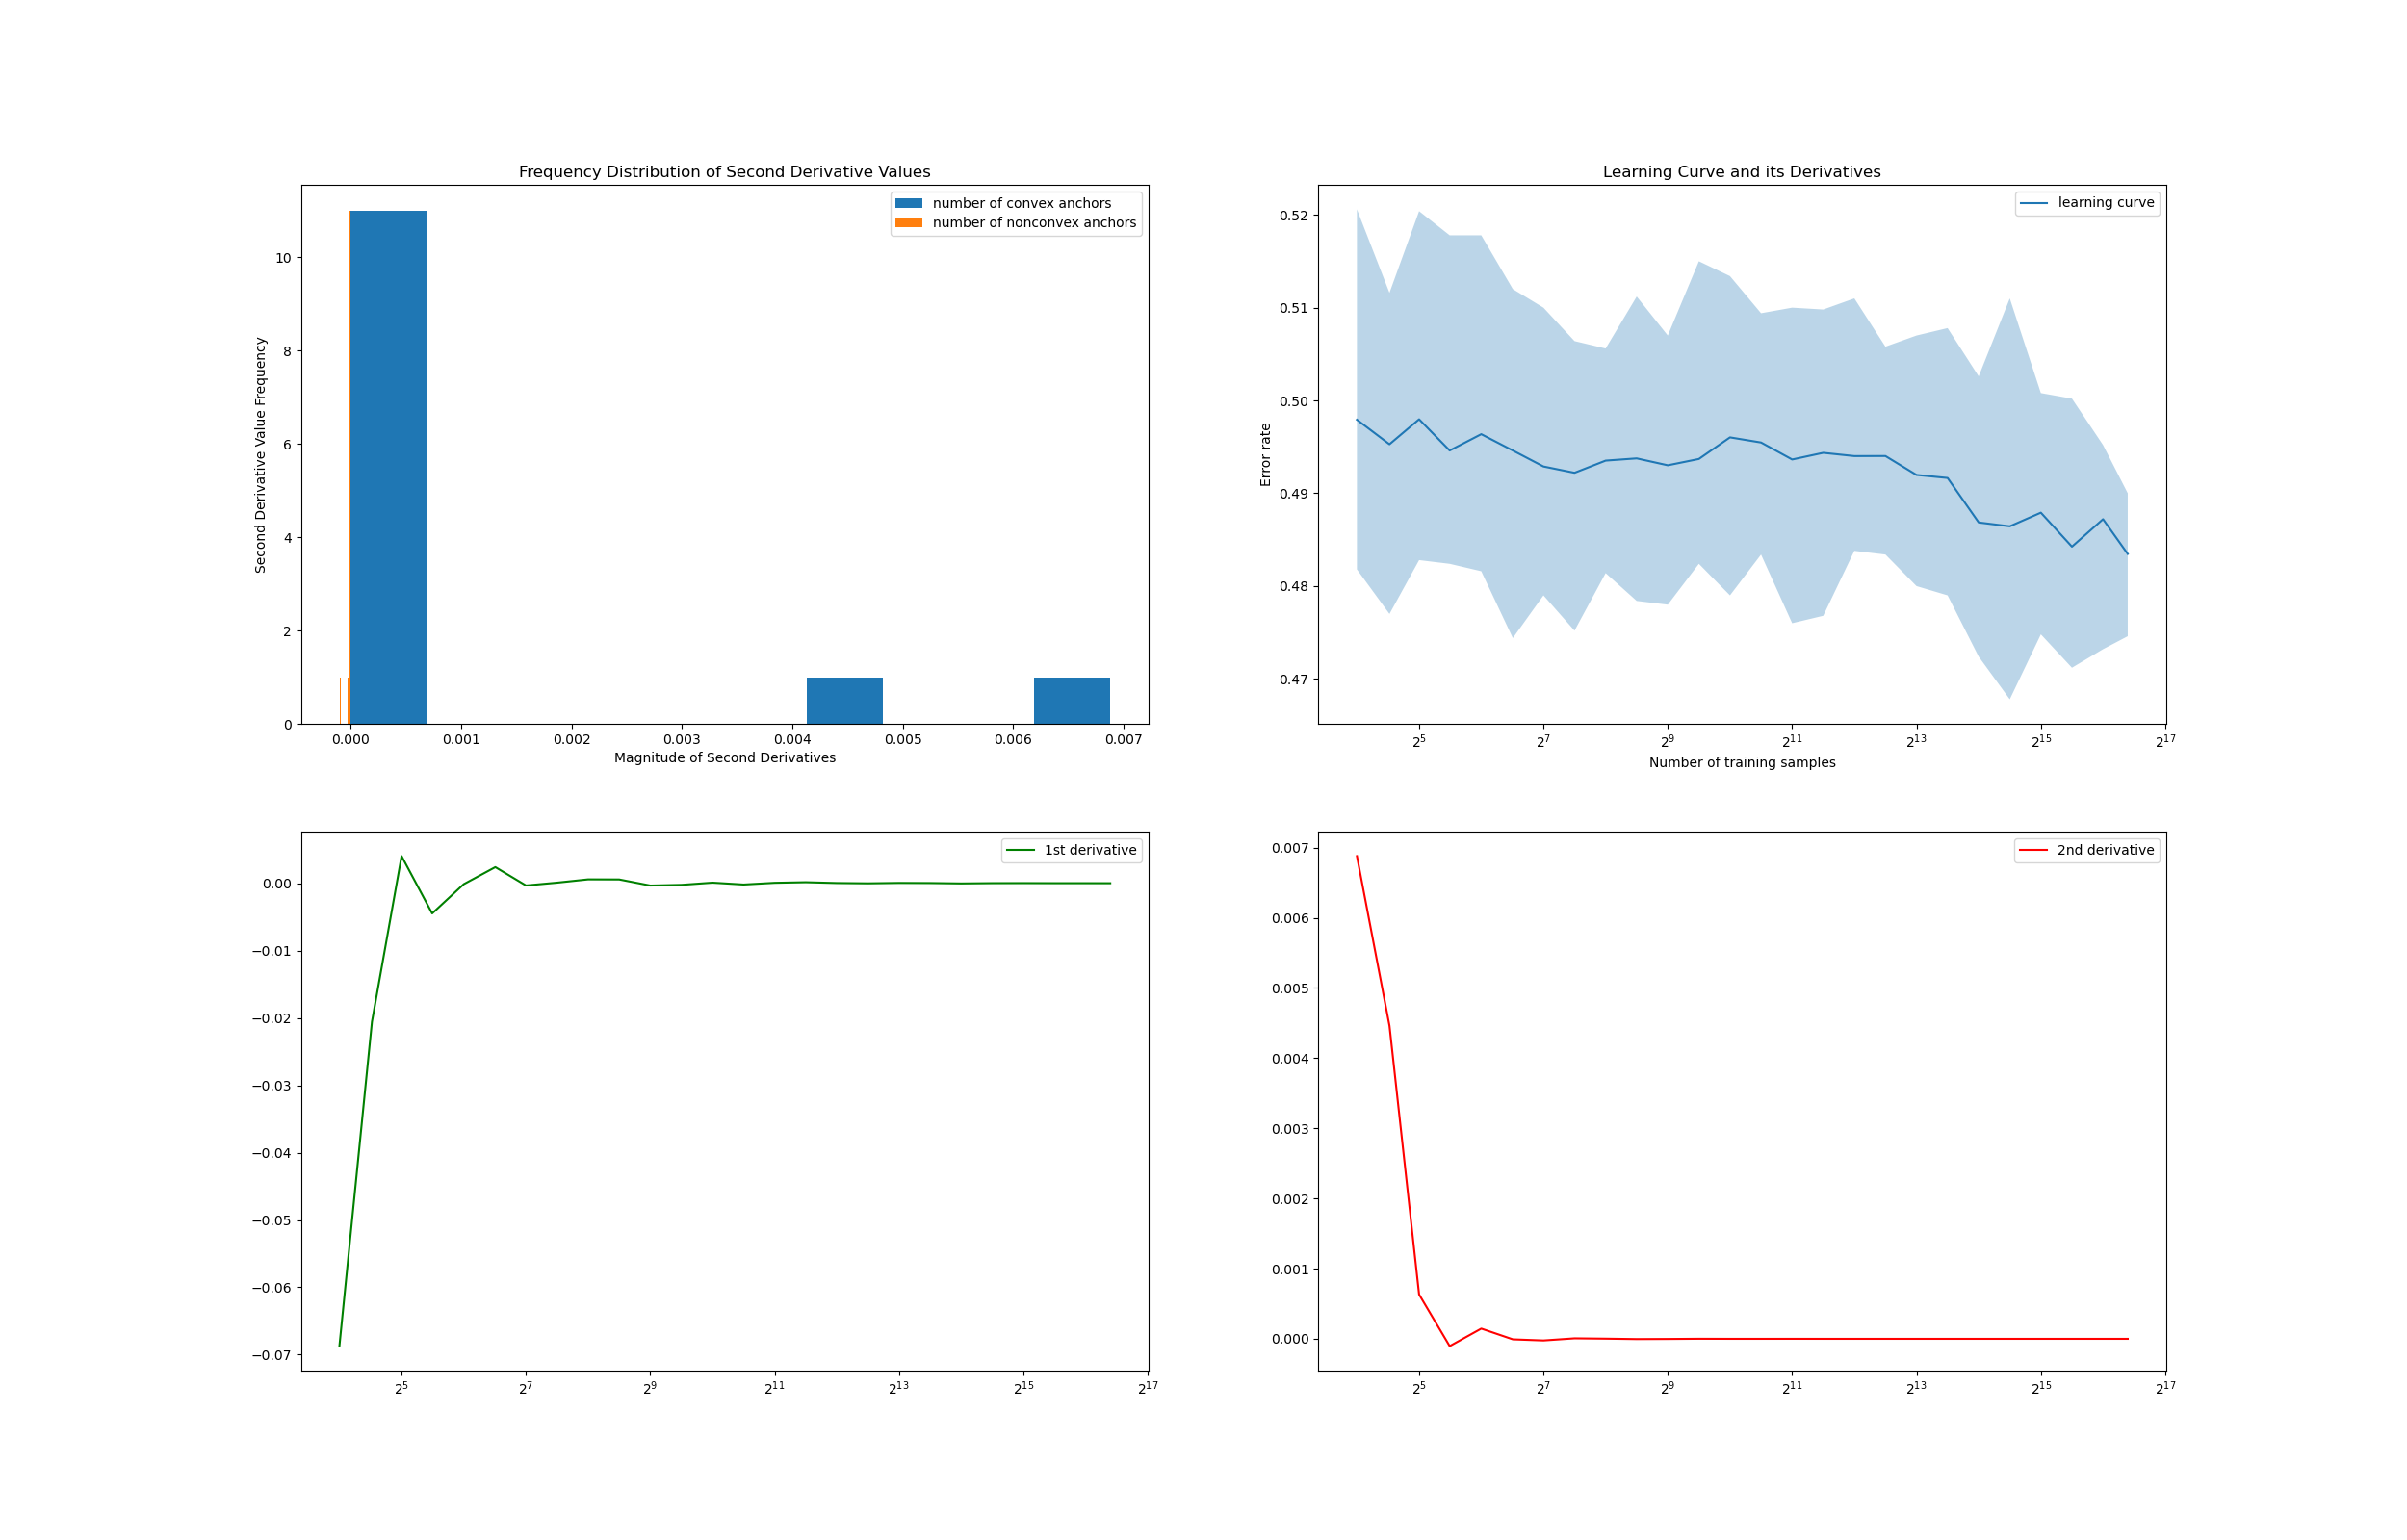 Frequency Distribution of Second Derivative Values
number of convex anchors
number of nonconvex anchors
10
8
6
4
2
0
Second Derivative Value Frequency
0.000 0.001 0.002 0.003 0.004 0.005 0.006 0.007
Magnitude of Second Derivatives
Learning Curve and its Derivatives
learning curve
0.52
0.51
0.50
0.49
0.48
0.47
Error rate
2^5 2^7 2^9 2^11 2^13 2^15 2^17
Number of training samples
1st derivative
0.00
−0.01
−0.02
−0.03
−0.04
−0.05
−0.06
−0.07
2^5 2^7 2^9 2^11 2^13 2^15 2^17
2nd derivative
0.007
0.006
0.005
0.004
0.003
0.002
0.001
0.000
2^5 2^7 2^9 2^11 2^13 2^15 2^17